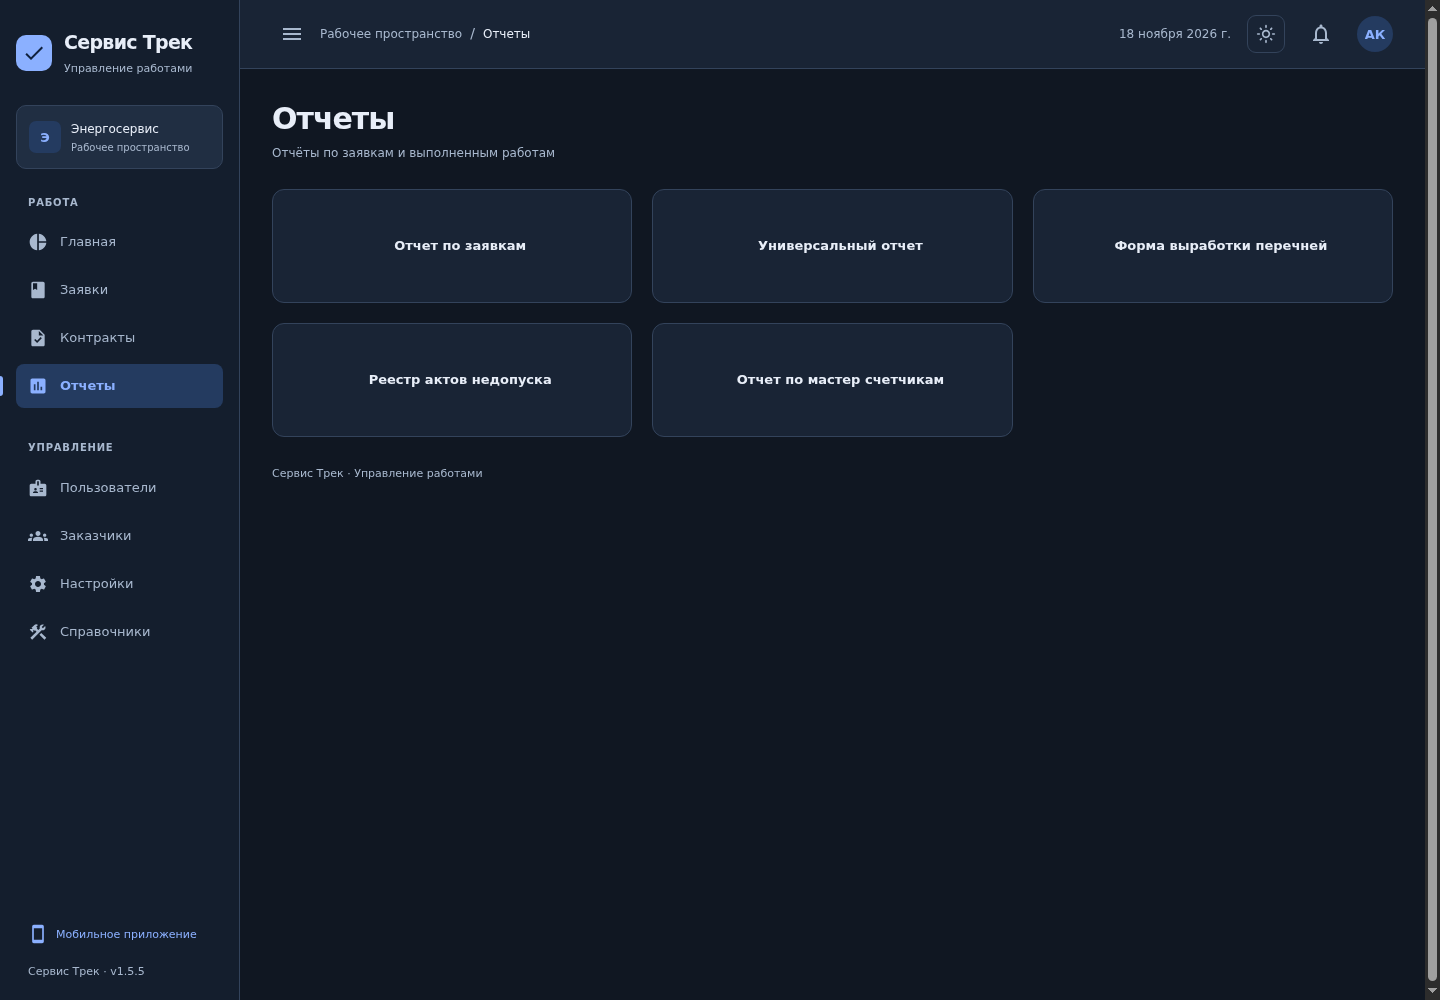 Сервис Трек
Управление работами
Э
Энергосервис
Рабочее пространство
РАБОТА
Главная
Заявки
Контракты
Отчеты
УПРАВЛЕНИЕ
Пользователи
Заказчики
Настройки
Справочники
Мобильное приложение
Сервис Трек · v1.5.5
Рабочее пространство / Отчеты
18 ноября 2026 г.
АК
Отчеты
Отчёты по заявкам и выполненным работам
Отчет по заявкам
Универсальный отчет
Форма выработки перечней
Реестр актов недопуска
Отчет по мастер счетчикам
Сервис Трек · Управление работами